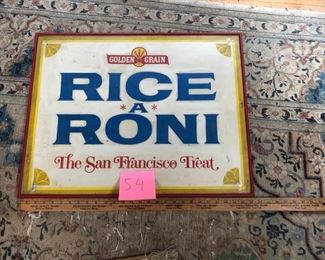 GOLDEN GRAIN
RICE
A
RONI
The San Francisco Treat
54